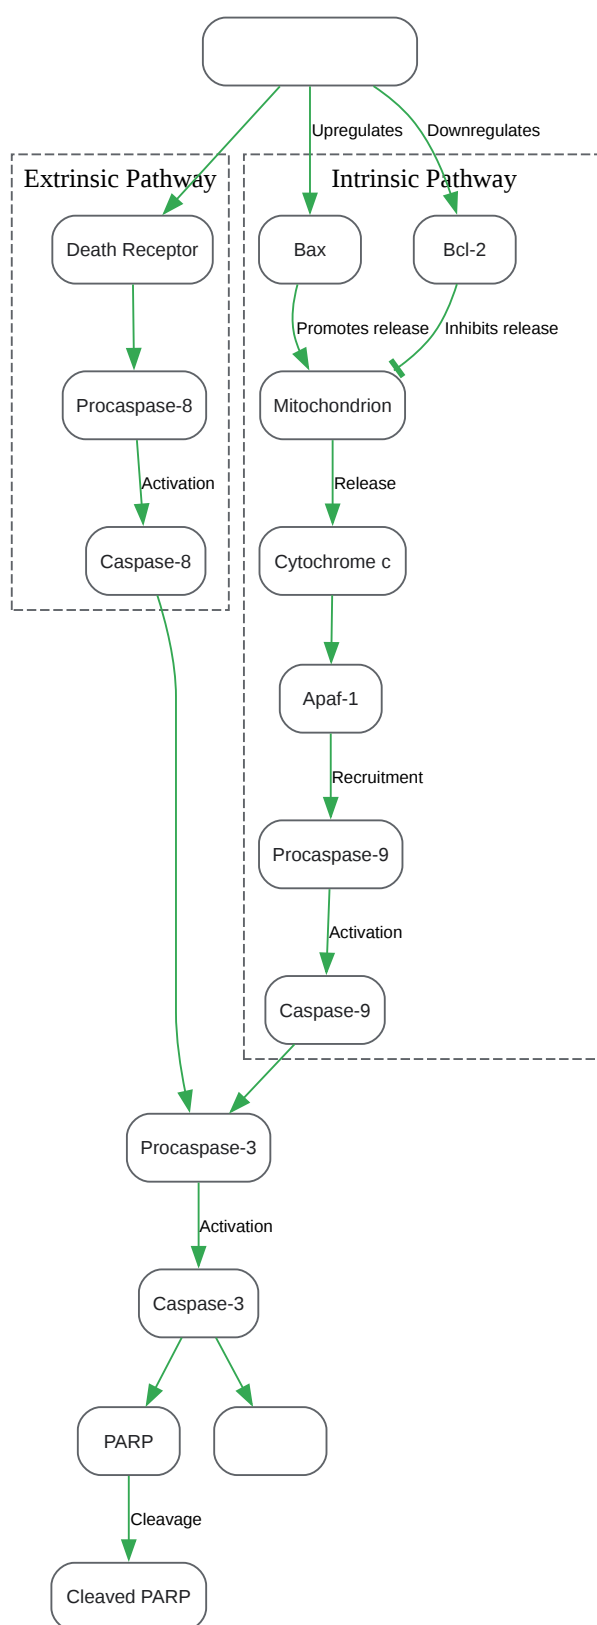 Upregulates
Downregulates
Extrinsic Pathway
Intrinsic Pathway
Death Receptor
Bax
Bcl-2
Promotes release
Inhibits release
Procaspase-8
Mitochondrion
Activation
Release
Caspase-8
Cytochrome c
Apaf-1
Recruitment
Procaspase-9
Activation
Caspase-9
Procaspase-3
Activation
Caspase-3
PARP
Cleavage
Cleaved PARP